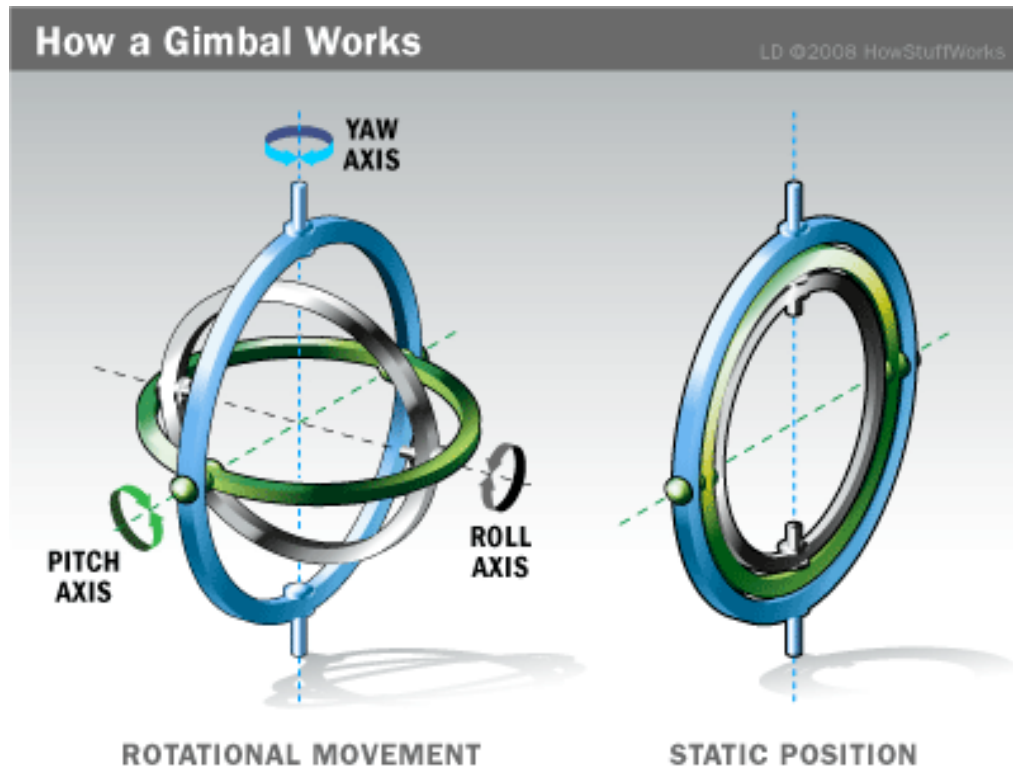 How a Gimbal Works
LD ©2008 HowStuffWorks
YAW
AXIS
PITCH
AXIS
ROLL
AXIS
ROTATIONAL MOVEMENT
STATIC POSITION